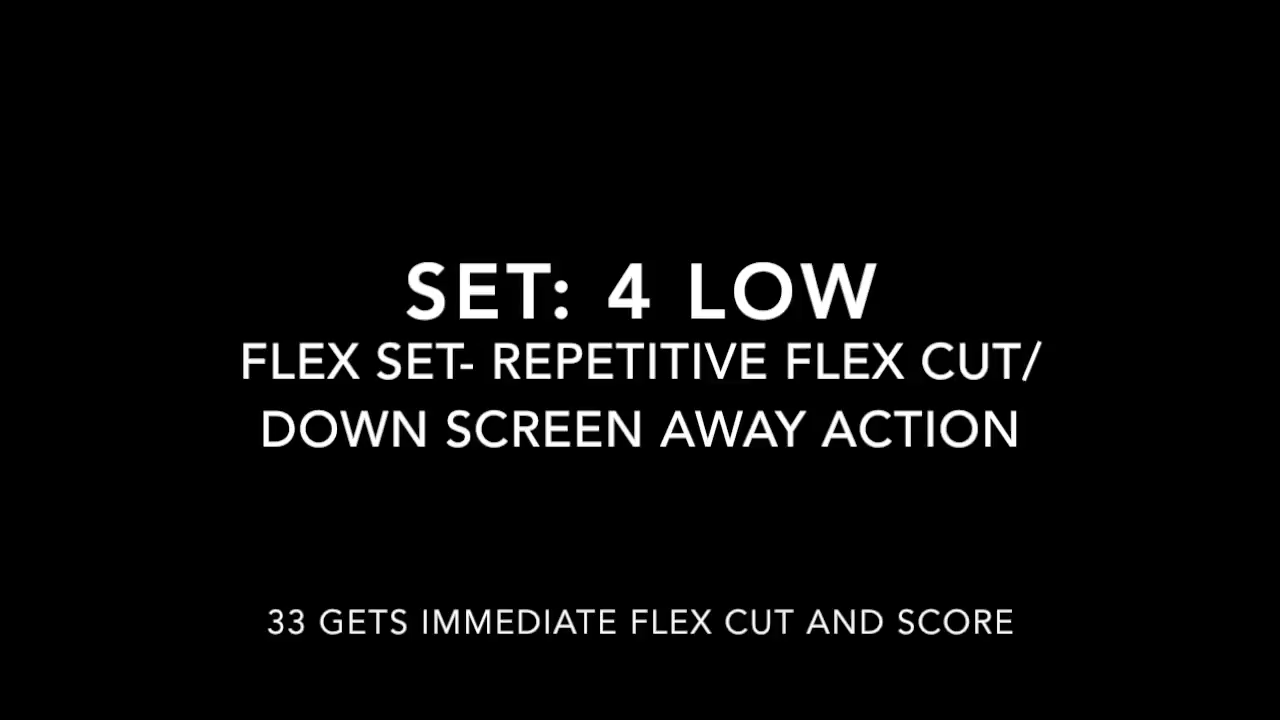 SET: 4 LOW
FLEX SET- REPETITIVE FLEX CUT/
DOWN SCREEN AWAY ACTION
33 GETS IMMEDIATE FLEX CUT AND SCORE